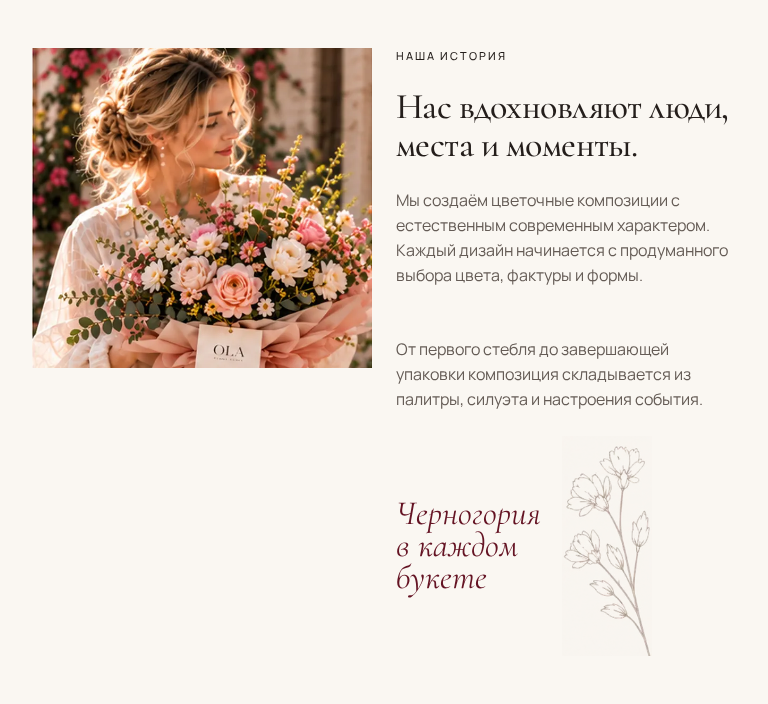 НАША ИСТОРИЯ
Нас вдохновляют люди,
места и моменты.
Мы создаём цветочные композиции с
естественным современным характером.
Каждый дизайн начинается с продуманного
выбора цвета, фактуры и формы.
От первого стебля до завершающей
упаковки композиция складывается из
палитры, силуэта и настроения события.
OLA
Черногория
в каждом
букете